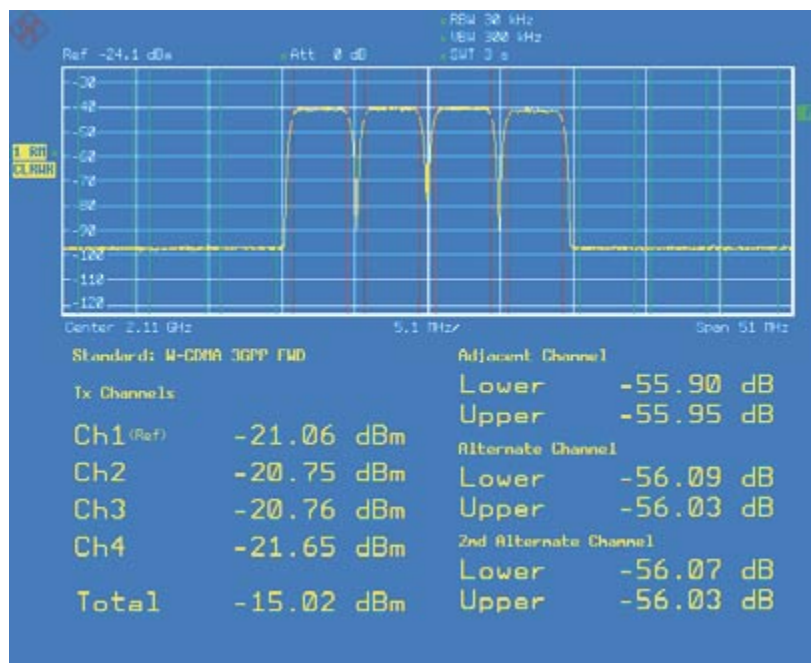 RBW 30 kHz
VBW 300 kHz
Ref -24.1 dBm Att 0 dB SWT 3 s
-30
-40
-50
-60
-70
-80
-90
-100
-110
-120
1 RM
CLRWR
Center 2.11 GHz 5.1 MHz/ Span 51 MHz
Standard: W-CDMA 3GPP FWD
Tx Channels
Ch1 (Ref) -21.06 dBm
Ch2 -20.75 dBm
Ch3 -20.76 dBm
Ch4 -21.65 dBm
Total -15.02 dBm
Adjacent Channel
Lower -55.90 dB
Upper -55.95 dB
Alternate Channel
Lower -56.09 dB
Upper -56.03 dB
2nd Alternate Channel
Lower -56.07 dB
Upper -56.03 dB